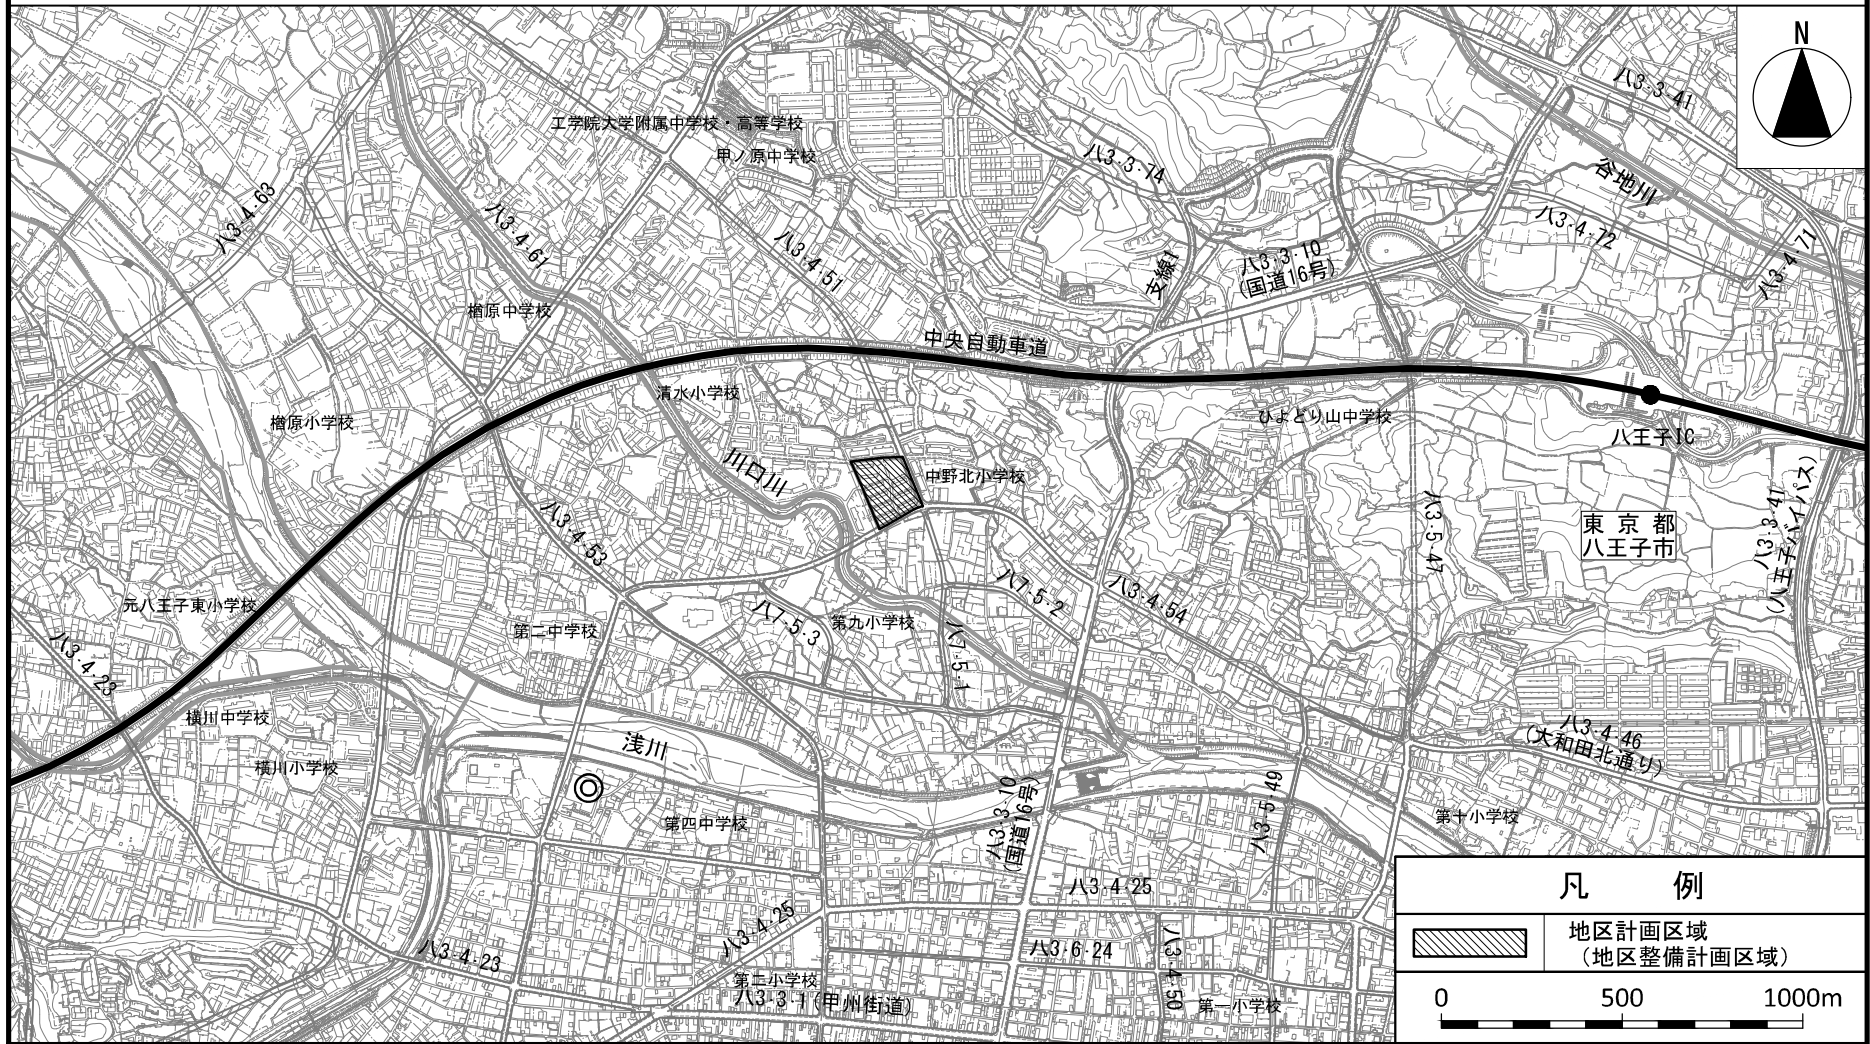 N
八3・3・41
工学院大学附属中学校・高等学校
甲ノ原中学校
八3・3・74
谷地川
八3・4・63
八3・4・61
八3・4・51
八3・4・72
八3・4・71
支線1
八3・3・10
(国道16号)
楢原中学校
中央自動車道
清水小学校
楢原小学校
ひよどり山中学校
八王子IC
川口川
中野北小学校
八3・4・53
八3・5・47
東京都
八王子市
八3・3・41
(八王子バイパス)
元八王子東小学校
八7・5・2
八3・4・54
八7・5・3
第九小学校
第二中学校
八7・5・1
八3・4・23
横川中学校
浅川
八3・4・46
(大和田北通り)
横川小学校
八3・3・10
(国道16号)
八3・5・49
第四中学校
第十小学校
八3・4・25
八3・4・25
八3・4・23
八3・6・24
八3・4・50
第二小学校
八3・3・1(甲州街道)
第一小学校
凡例
地区計画区域
(地区整備計画区域)
0 500 1000m